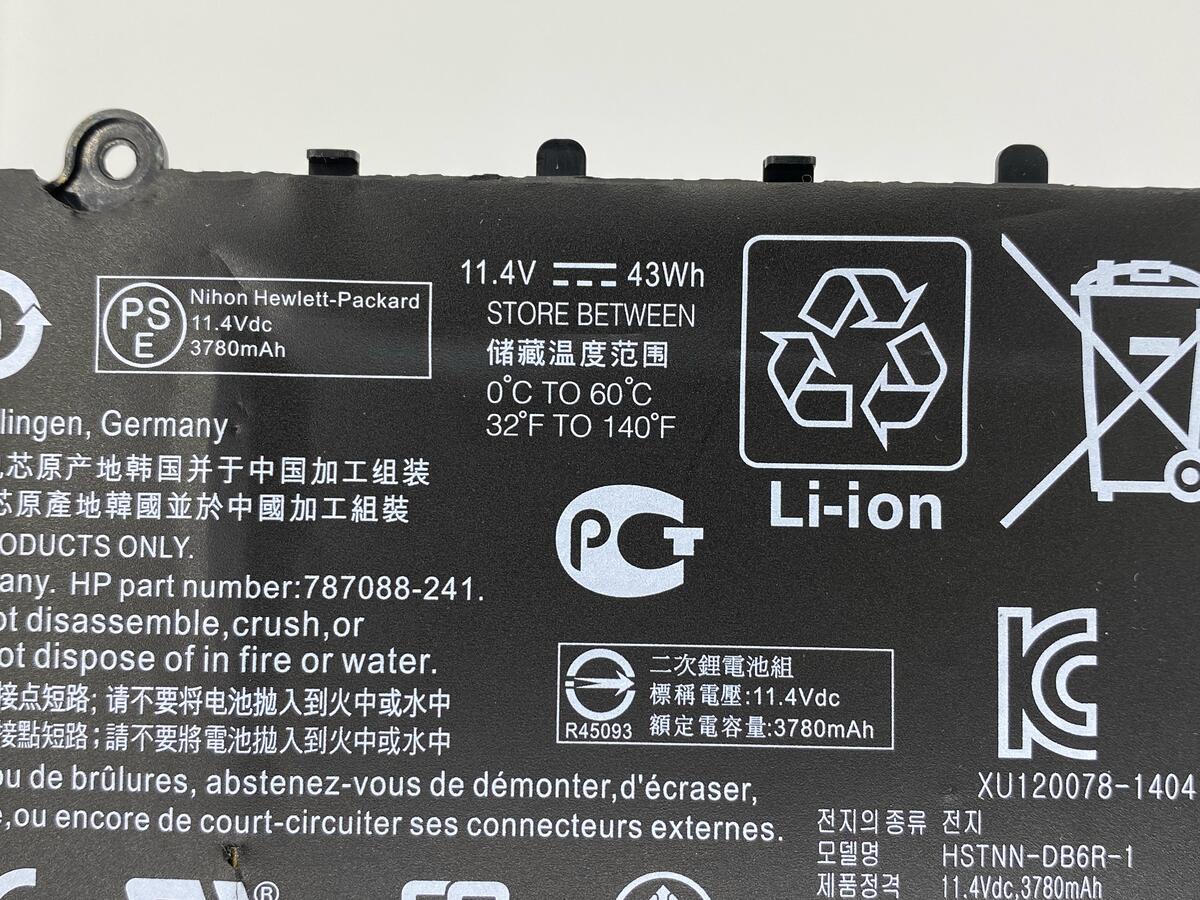 PS
E
Nihon Hewlett-Packard
11.4Vdc
3780mAh
11.4V 43Wh
STORE BETWEEN
储藏温度范围
0°C TO 60°C
32°F TO 140°F
Li-ion
lingen, Germany
芯原产地韩国并于中国加工组装
芯原產地韓國並於中國加工組裝
ODUCTS ONLY.
any. HP part number:787088-241.
ot disassemble,crush,or
ot dispose of in fire or water.
接点短路; 请不要将电池拋入到火中或水中
接點短路;請不要將電池拋入到火中或水中
ou de brûlures, abstenez-vous de démonter,d'écraser,
e,ou encore de court-circuiter ses connecteurs externes.
PCT
R45093
二次鋰電池組
標稱電壓:11.4Vdc
額定電容量:3780mAh
KC
XU120078-1404
전지의 종류 전지
모델명 HSTNN-DB6R-1
제품정격 11.4Vdc,3780mAh
®